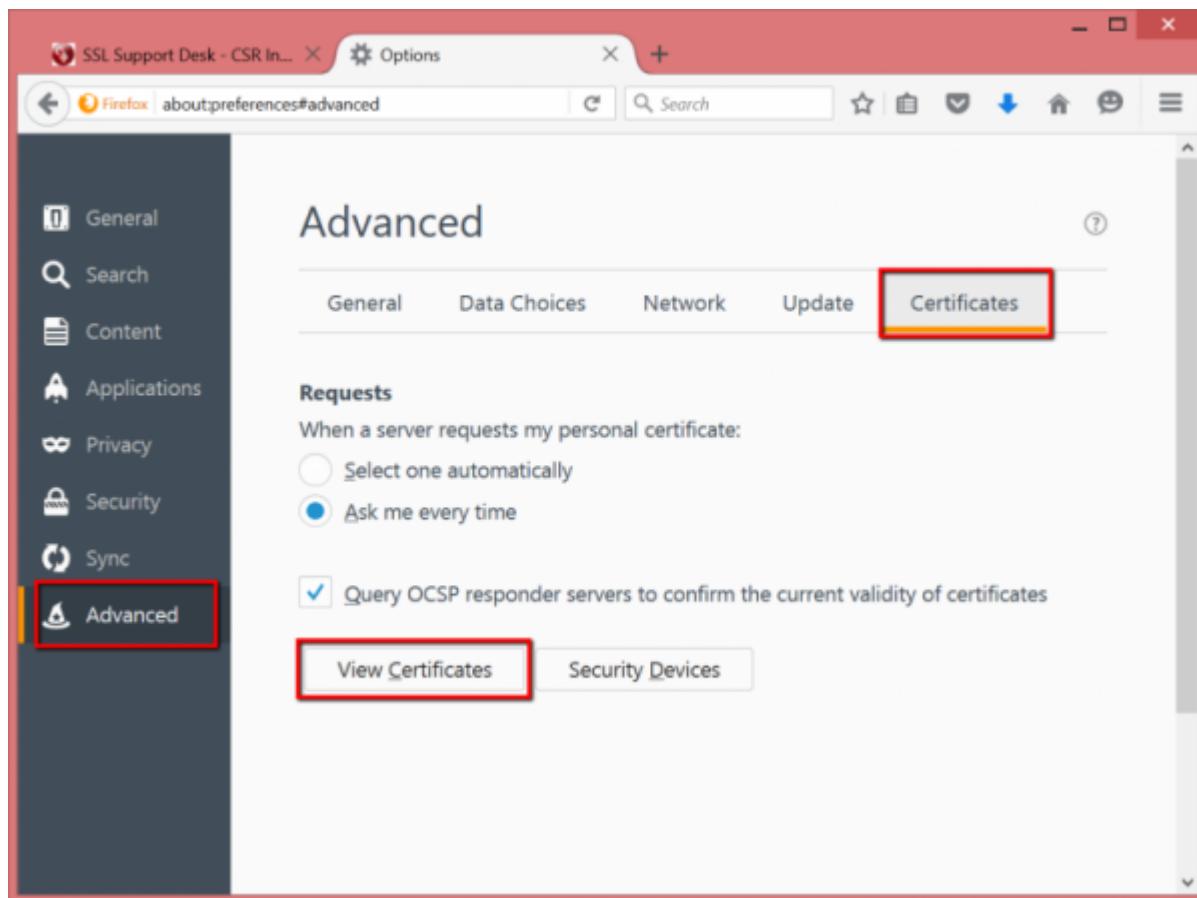 SSL Support Desk - CSR In...
Options
Firefox about:preferences#advanced
Search
General
Search
Content
Applications
Privacy
Security
Sync
Advanced
Advanced
General Data Choices Network Update Certificates
Requests
When a server requests my personal certificate:
Select one automatically
Ask me every time
Query OCSP responder servers to confirm the current validity of certificates
View Certificates Security Devices